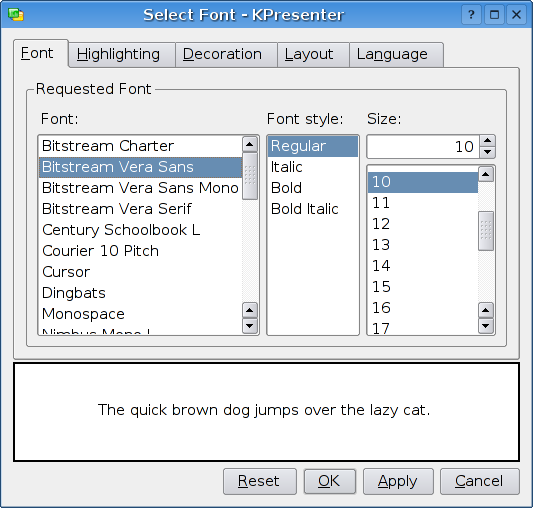 Select Font - KPresenter
Font Highlighting Decoration Layout Language
Requested Font
Font: Font style: Size:
Bitstream Charter Regular 10
Bitstream Vera Sans Italic 10
Bitstream Vera Sans Mono Bold 11
Bitstream Vera Serif Bold Italic 12
Century Schoolbook L 13
Courier 10 Pitch 14
Cursor 15
Dingbats 16
Monospace 17
Nimbus Mono L
The quick brown dog jumps over the lazy cat.
Reset OK Apply Cancel